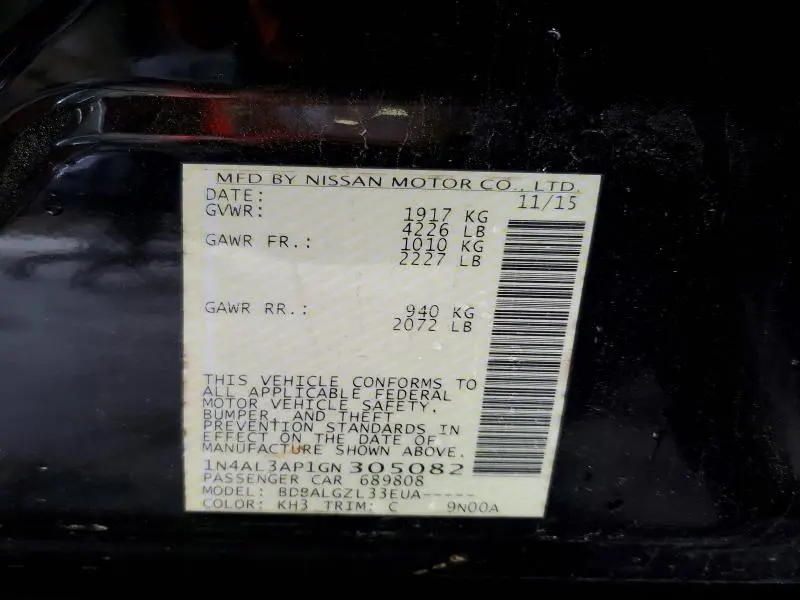 MFD BY NISSAN MOTOR CO., LTD.
DATE: 11/15
GVWR: 1917 KG
4226 LB
GAWR FR.: 1010 KG
2227 LB
GAWR RR.: 940 KG
2072 LB
THIS VEHICLE CONFORMS TO
ALL APPLICABLE FEDERAL
MOTOR VEHICLE SAFETY,
BUMPER, AND THEFT
PREVENTION STANDARDS IN
EFFECT ON THE DATE OF
MANUFACTURE SHOWN ABOVE.
1N4AL3AP1GN305082
PASSENGER CAR 689808
MODEL: BDBALGZL33EUA-----
COLOR: KH3 TRIM: C 9N00A